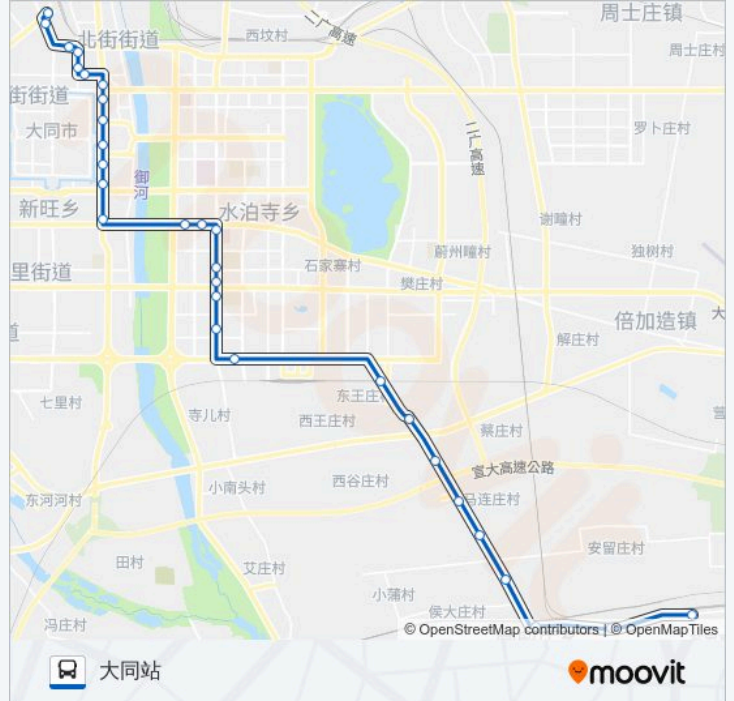 周士庄镇
二广高速
北街街道
西坟村
周士庄村
街街道
大同市
二广高速
罗卜庄村
御河
新旺乡
水泊寺乡
谢疃村
蔚州疃村
独树村
石家寨村
里街道
樊庄村
大
倍加造镇
道
解庄村
七里村
东王庄
寺儿村
西王庄村
蔡庄村
宣大高速公路
西谷庄村
小南头村
东河河村
马连庄村
安留庄村
田村
艾庄村
小蒲村
侯大庄村
冯庄村
© OpenStreetMap contributors | © OpenMapTiles
大同站
moovit